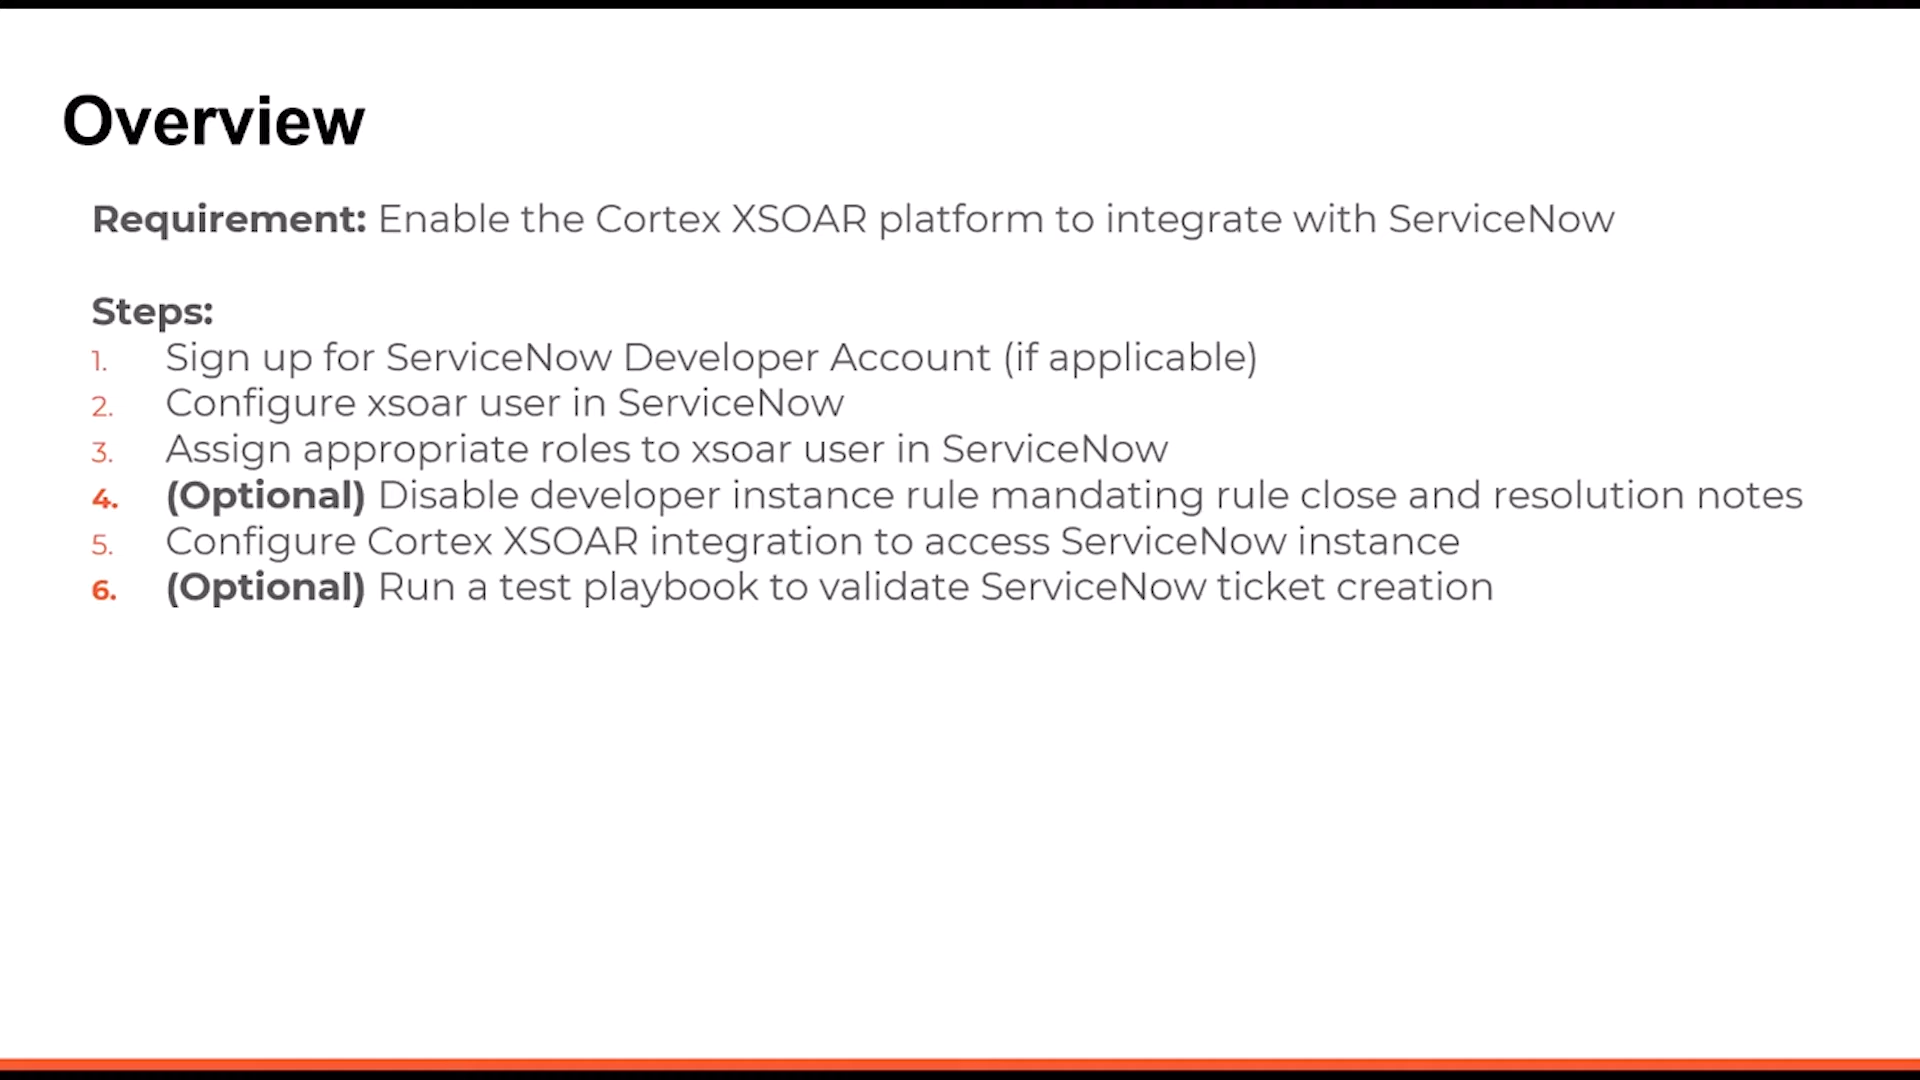 Overview
Requirement: Enable the Cortex XSOAR platform to integrate with ServiceNow
Steps:
1. Sign up for ServiceNow Developer Account (if applicable)
2. Configure xsoar user in ServiceNow
3. Assign appropriate roles to xsoar user in ServiceNow
4. (Optional) Disable developer instance rule mandating rule close and resolution notes
5. Configure Cortex XSOAR integration to access ServiceNow instance
6. (Optional) Run a test playbook to validate ServiceNow ticket creation